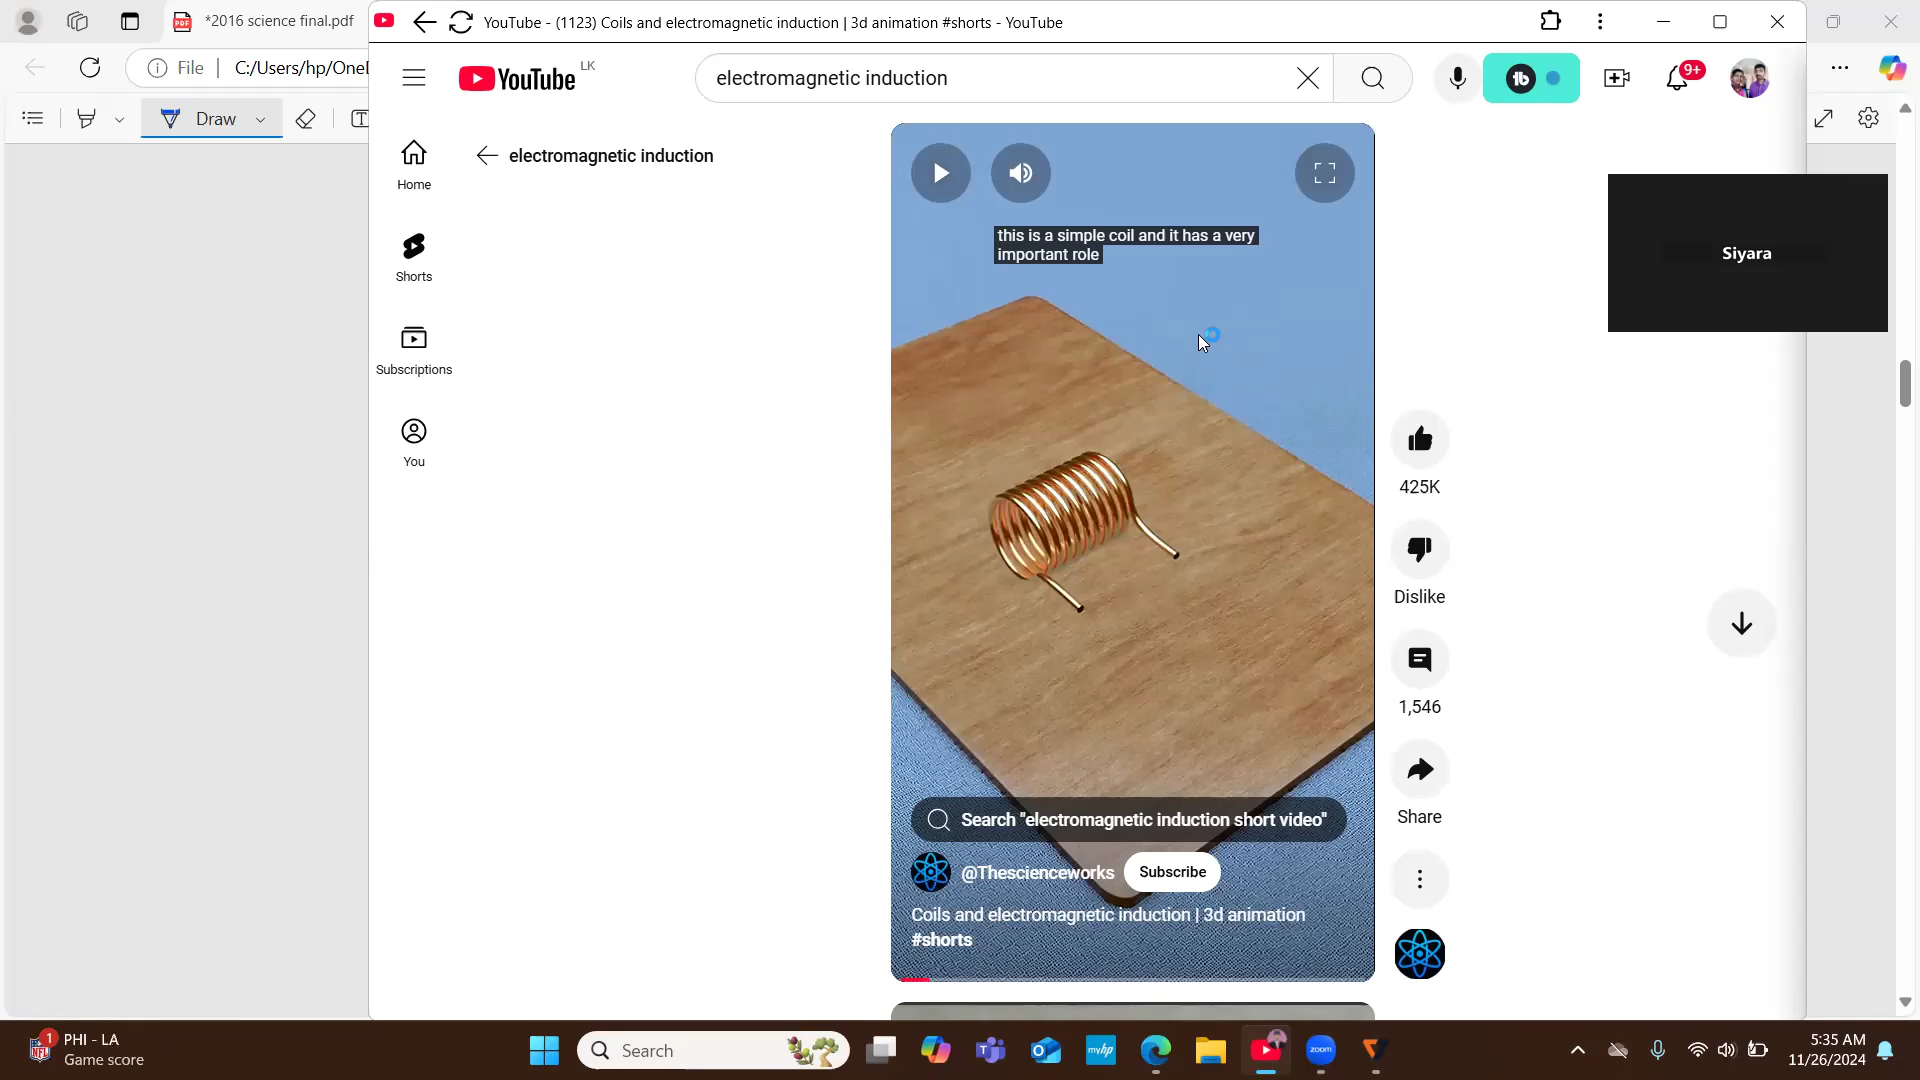 *2016 science final.pdf
YouTube - (1123) Coils and electromagnetic induction | 3d animation #shorts - YouTube
File
C:/Users/hp/OneD
YouTube
LK
electromagnetic induction
9+
Draw
Home
electromagnetic induction
Shorts
Subscriptions
You
this is a simple coil and it has a very
important role
Siyara
425K
Dislike
1,546
Share
Search "electromagnetic induction short video"
@Thescienceworks
Subscribe
Coils and electromagnetic induction | 3d animation
#shorts
1
PHI - LA
Game score
Search
myhp
zoom
5:35 AM
11/26/2024